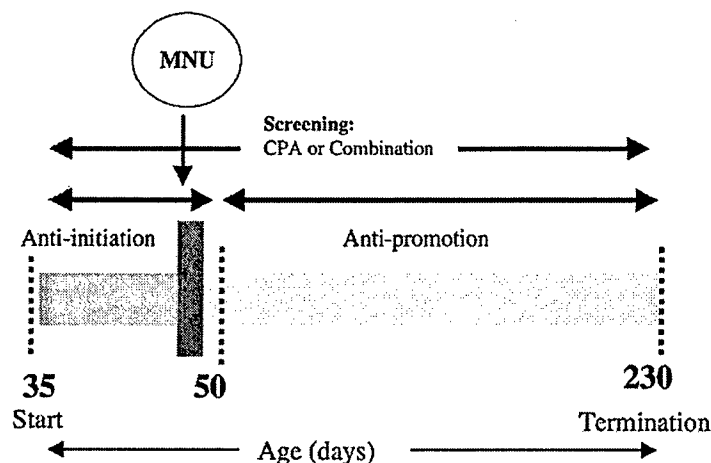 MNU
Screening:
CPA or Combination
Anti-initiation
Anti-promotion
35
50
230
Start
Termination
Age (days)